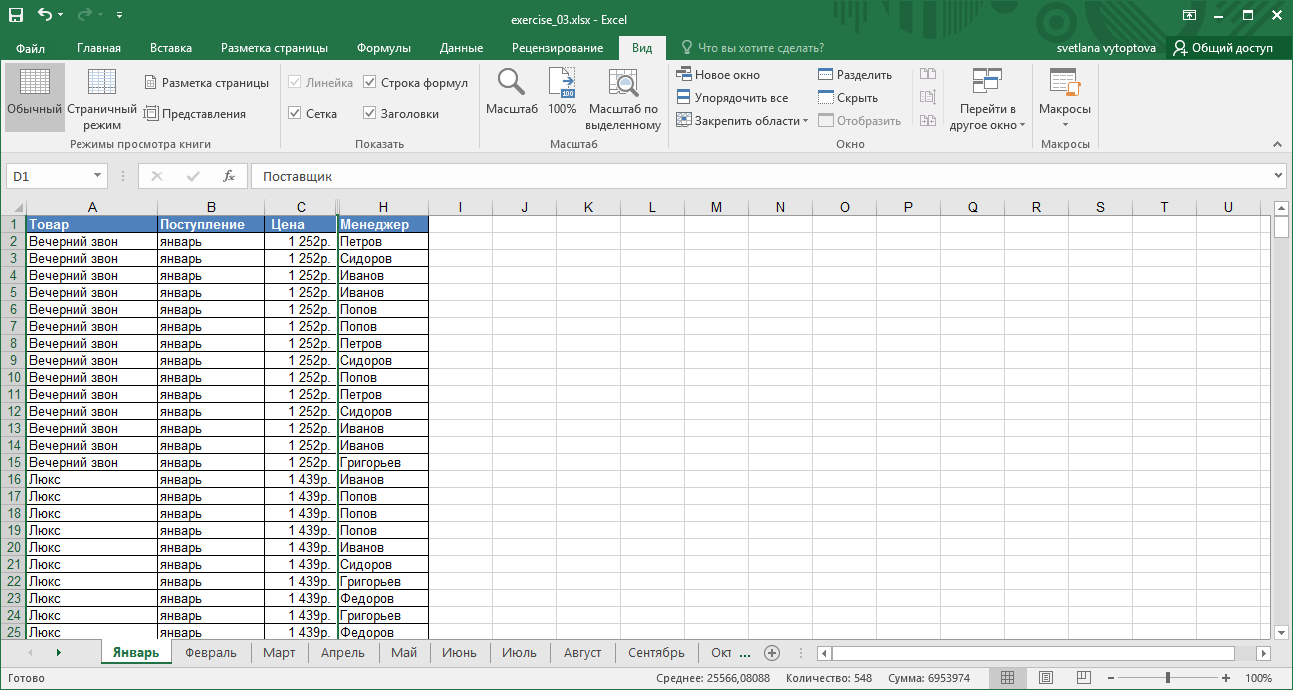 exercise_03.xlsx - Excel
Файл Главная Вставка Разметка страницы Формулы Данные Рецензирование Вид Что вы хотите сделать? svetlana vytoptova Общий доступ
Обычный
Страничный режим
Разметка страницы
Представления
Режимы просмотра книги
Линейка
Строка формул
Сетка
Заголовки
Показать
Масштаб
100
100%
Масштаб по выделенному
Масштаб
Новое окно
Упорядочить все
Закрепить области
Разделить
Скрыть
Отобразить
Перейти в другое окно
Окно
Макросы
Макросы
D1 fx Поставщик
A B C H I J K L M N O P Q R S T U
1 Товар Поступление Цена Менеджер
2 Вечерний звон январь 1 252р. Петров
3 Вечерний звон январь 1 252р. Сидоров
4 Вечерний звон январь 1 252р. Иванов
5 Вечерний звон январь 1 252р. Иванов
6 Вечерний звон январь 1 252р. Попов
7 Вечерний звон январь 1 252р. Попов
8 Вечерний звон январь 1 252р. Петров
9 Вечерний звон январь 1 252р. Сидоров
10 Вечерний звон январь 1 252р. Попов
11 Вечерний звон январь 1 252р. Петров
12 Вечерний звон январь 1 252р. Сидоров
13 Вечерний звон январь 1 252р. Иванов
14 Вечерний звон январь 1 252р. Иванов
15 Вечерний звон январь 1 252р. Григорьев
16 Люкс январь 1 439р. Иванов
17 Люкс январь 1 439р. Попов
18 Люкс январь 1 439р. Попов
19 Люкс январь 1 439р. Попов
20 Люкс январь 1 439р. Иванов
21 Люкс январь 1 439р. Сидоров
22 Люкс январь 1 439р. Григорьев
23 Люкс январь 1 439р. Федоров
24 Люкс январь 1 439р. Григорьев
25 Люкс январь 1 439р. Федоров
Январь Февраль Март Апрель Май Июнь Июль Август Сентябрь Окт ...
Готово Среднее: 25566,08088 Количество: 548 Сумма: 6953974 100%